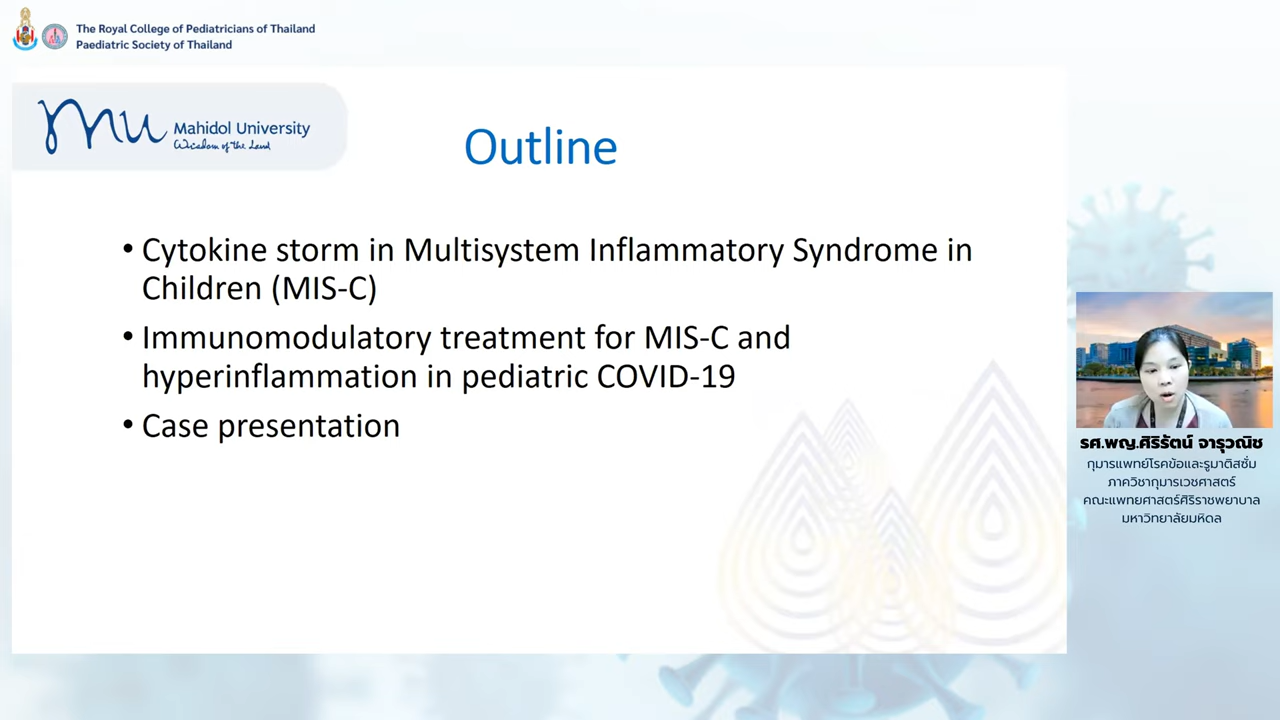 The Royal College of Pediatricians of Thailand
Paediatric Society of Thailand
Mahidol University
Wisdom of the Land
Outline
• Cytokine storm in Multisystem Inflammatory Syndrome in
Children (MIS-C)
• Immunomodulatory treatment for MIS-C and
hyperinflammation in pediatric COVID-19
• Case presentation
รศ.พญ.ศิริรัตน์ จารุวณิช
กุมารแพทย์โรคข้อและรูมาติสซั่ม
ภาควิชากุมารเวชศาสตร์
คณะแพทยศาสตร์ศิริราชพยาบาล
มหาวิทยาลัยมหิดล